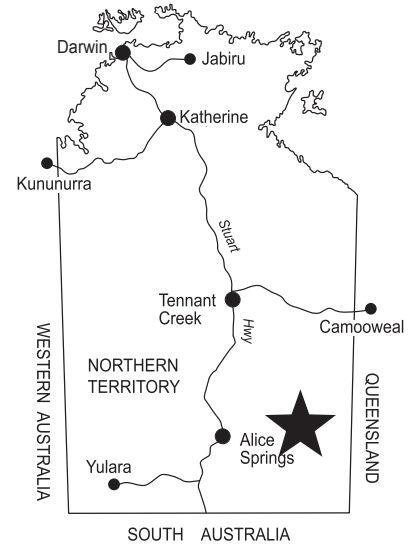 Darwin
Jabiru
Katherine
Kununurra
Stuart
Tennant
Creek
Hwy
Camooweal
WESTERN AUSTRALIA
NORTHERN
TERRITORY
QUEENSLAND
Alice
Springs
Yulara
SOUTH AUSTRALIA